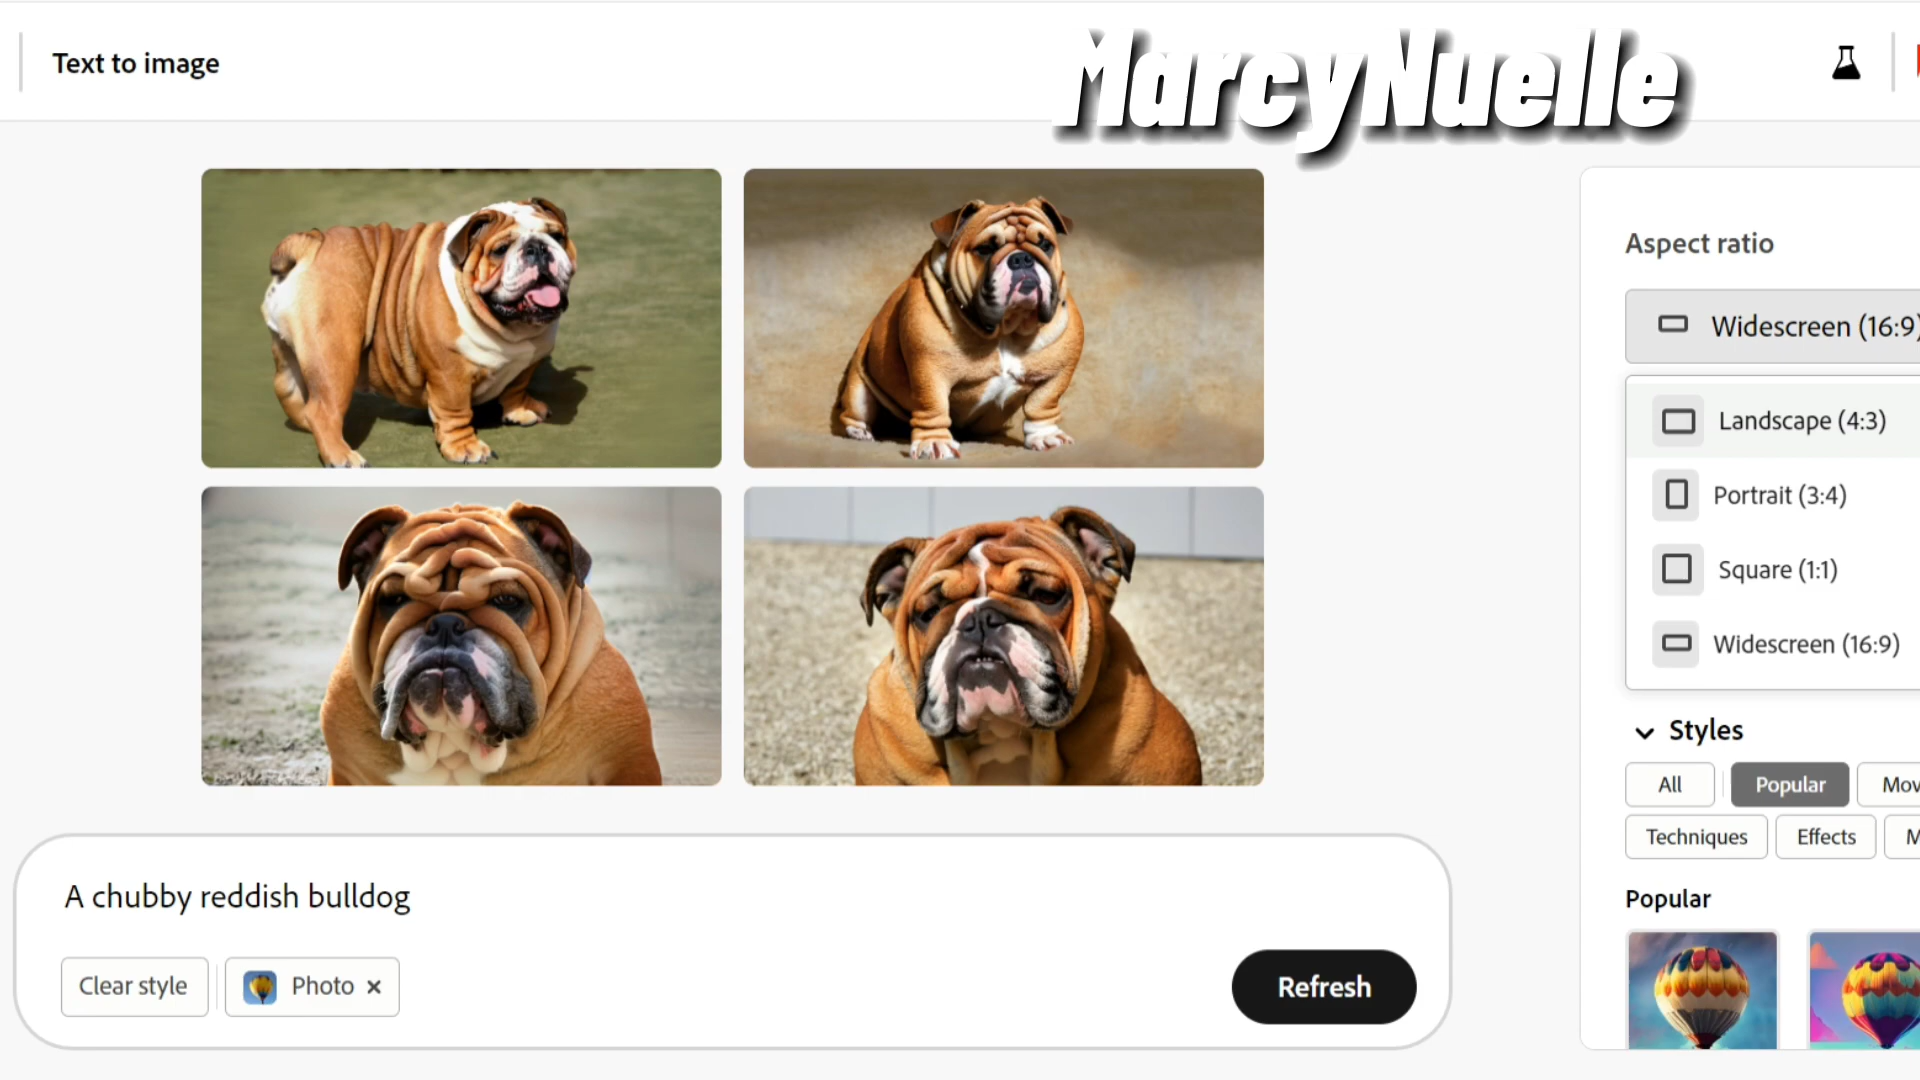 Text to image
MarcyNuelle
Aspect ratio
Widescreen (16:9)
Landscape (4:3)
Portrait (3:4)
Square (1:1)
Widescreen (16:9)
Styles
All
Popular
Techniques
Effects
Popular
A chubby reddish bulldog
Clear style
Photo
Refresh